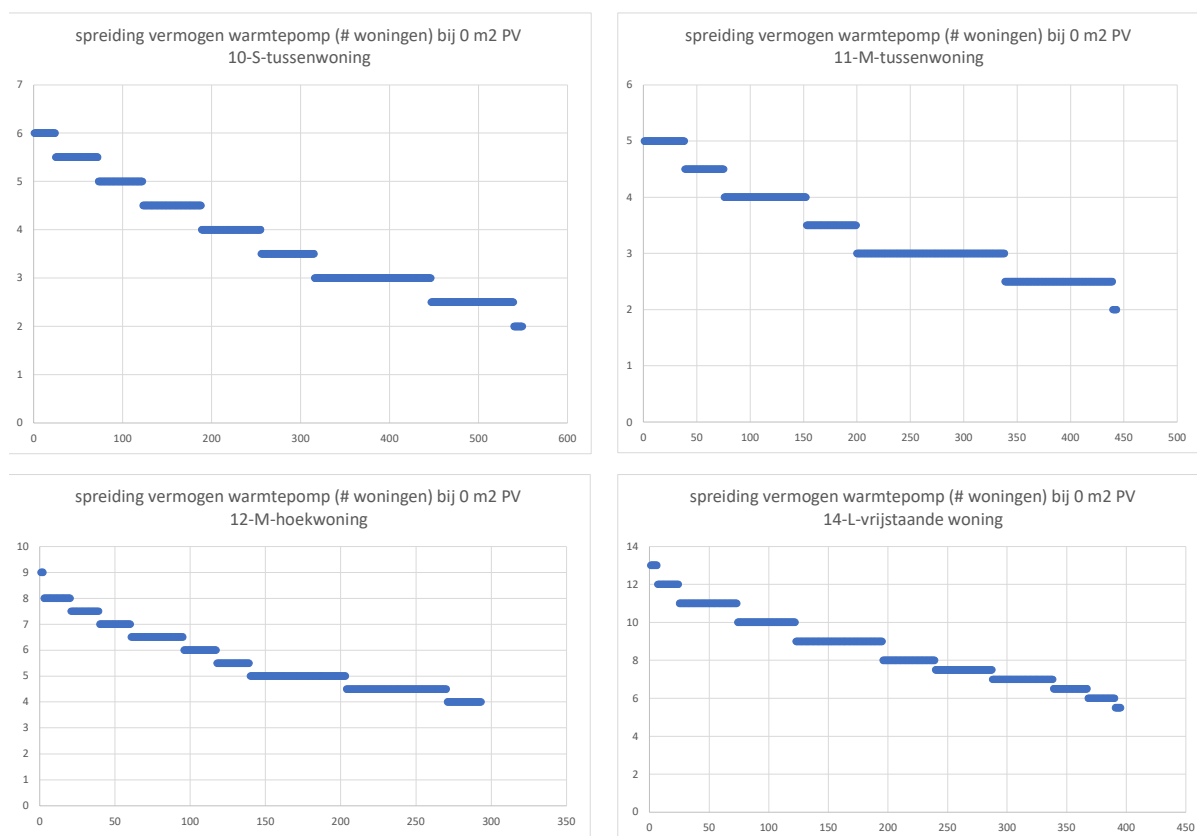 spreiding vermogen warmtepomp (# woningen) bij 0 m2 PV
10-S-tussenwoning
7
6
5
4
3
2
1
0
0 100 200 300 400 500 600
spreiding vermogen warmtepomp (# woningen) bij 0 m2 PV
11-M-tussenwoning
6
5
4
3
2
1
0
0 50 100 150 200 250 300 350 400 450 500
spreiding vermogen warmtepomp (# woningen) bij 0 m2 PV
12-M-hoekwoning
10
9
8
7
6
5
4
3
2
1
0
0 50 100 150 200 250 300 350
spreiding vermogen warmtepomp (# woningen) bij 0 m2 PV
14-L-vrijstaande woning
14
12
10
8
6
4
2
0
0 50 100 150 200 250 300 350 400 450